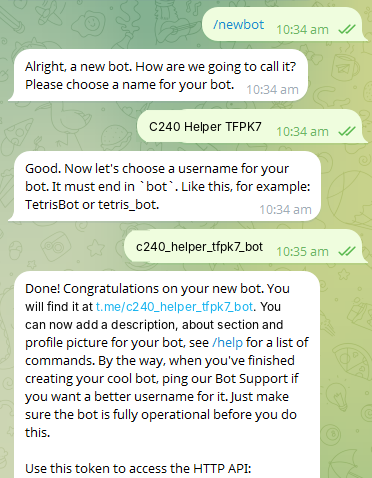 /newbot
10:34 am
Alright, a new bot. How are we going to call it?
Please choose a name for your bot.
10:34 am
C240 Helper TFPK7
10:34 am
Good. Now let's choose a username for your
bot. It must end in `bot`. Like this, for example:
TetrisBot or tetris_bot.
10:34 am
c240_helper_tfpk7_bot
10:35 am
Done! Congratulations on your new bot. You
will find it at t.me/c240_helper_tfpk7_bot. You
can now add a description, about section and
profile picture for your bot, see /help for a list of
commands. By the way, when you've finished
creating your cool bot, ping our Bot Support if
you want a better username for it. Just make
sure the bot is fully operational before you do
this.
Use this token to access the HTTP API: